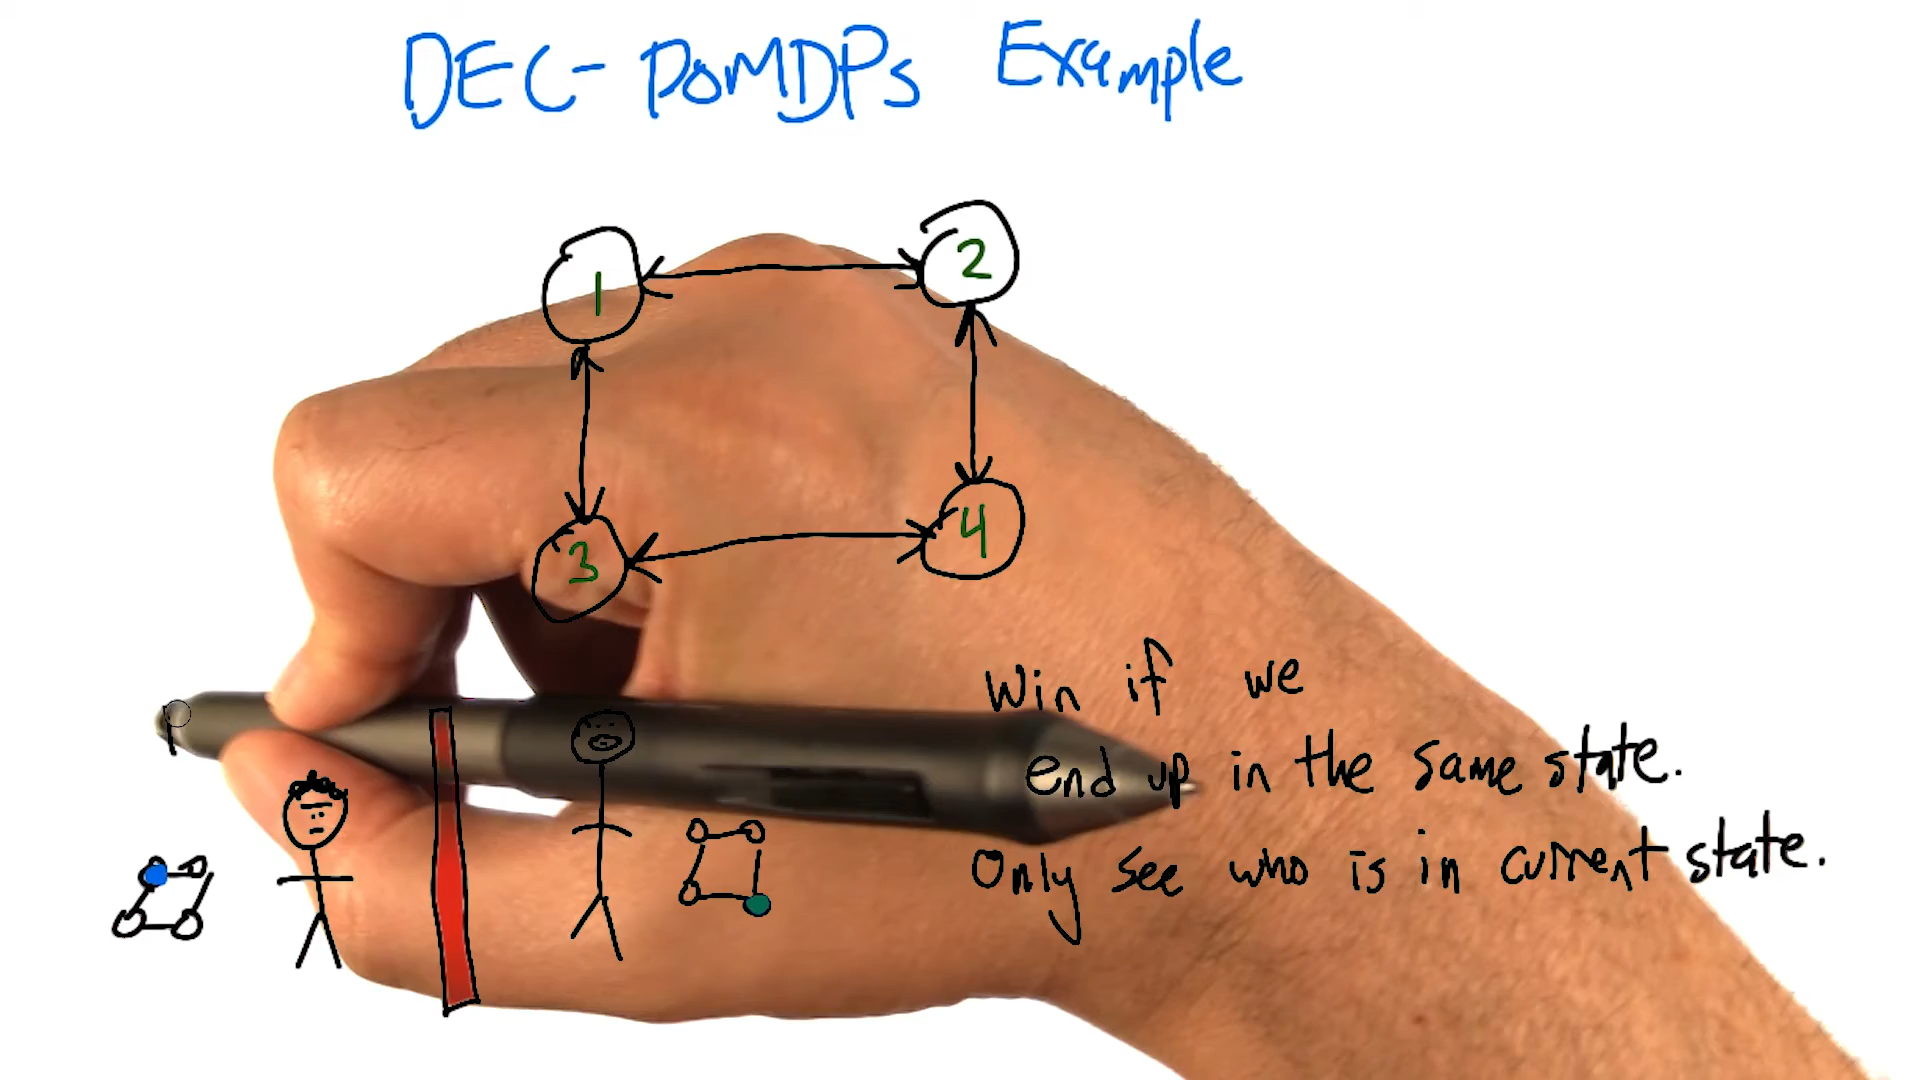 DEC-POMDPs Example
1
2
3
4
Win if we
end up in the same state.
Only see who is in current state.